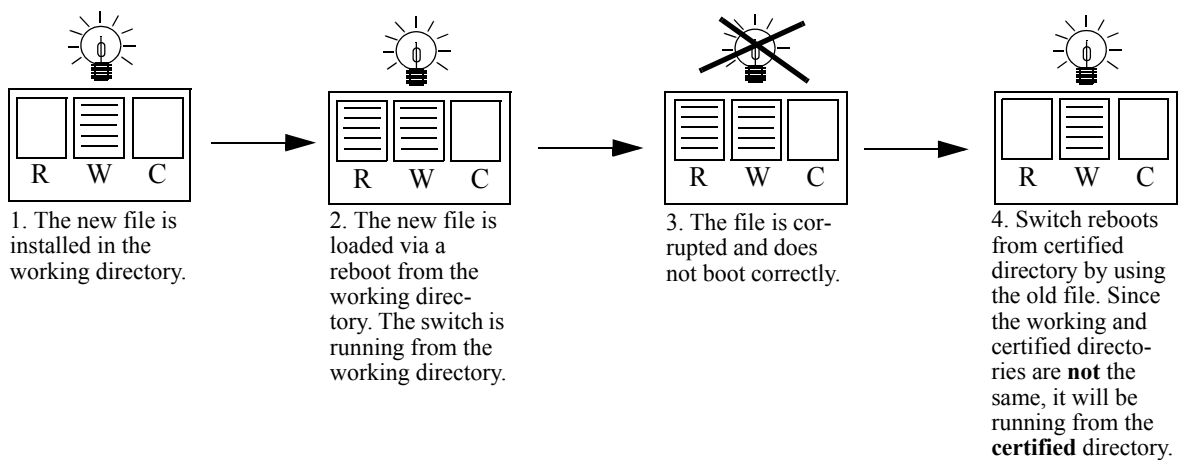 R W C
1. The new file is
installed in the
working directory.
R W C
2. The new file is
loaded via a
reboot from the
working direc-
tory. The switch is
running from the
working directory.
R W C
3. The file is cor-
rupted and does
not boot correctly.
R W C
4. Switch reboots
from certified
directory by using
the old file. Since
the working and
certified directo-
ries are not the
same, it will be
running from the
certified directory.